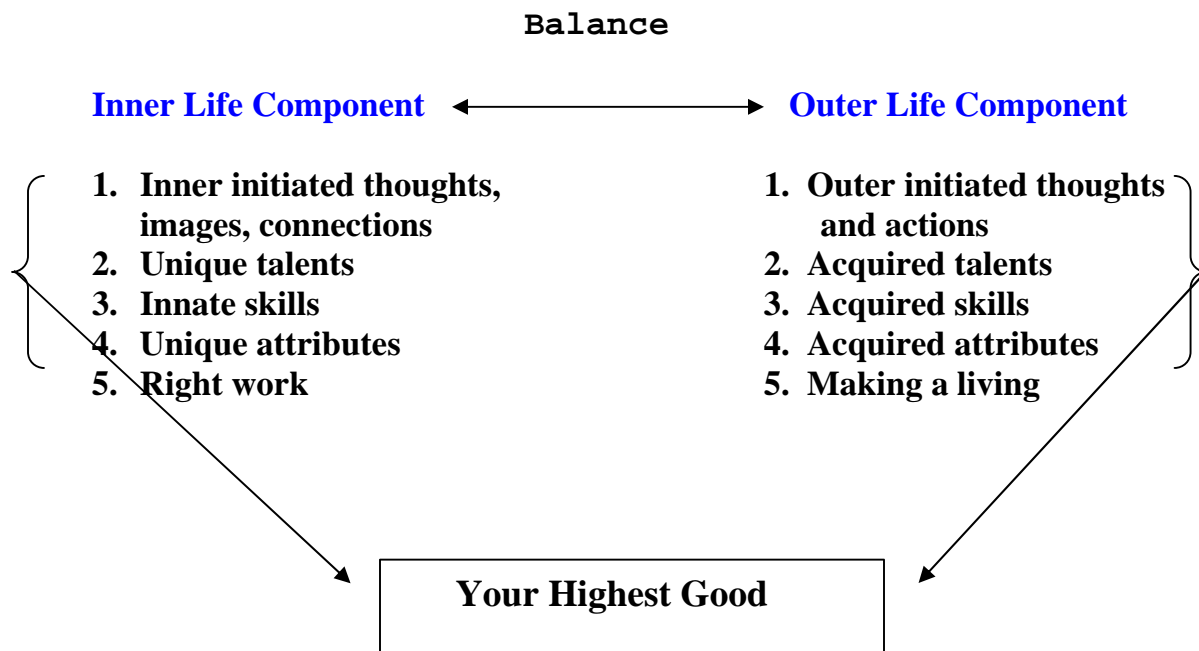 Balance
Inner Life Component
Outer Life Component
1. Inner initiated thoughts,
images, connections
2. Unique talents
3. Innate skills
4. Unique attributes
5. Right work
1. Outer initiated thoughts
and actions
2. Acquired talents
3. Acquired skills
4. Acquired attributes
5. Making a living
Your Highest Good